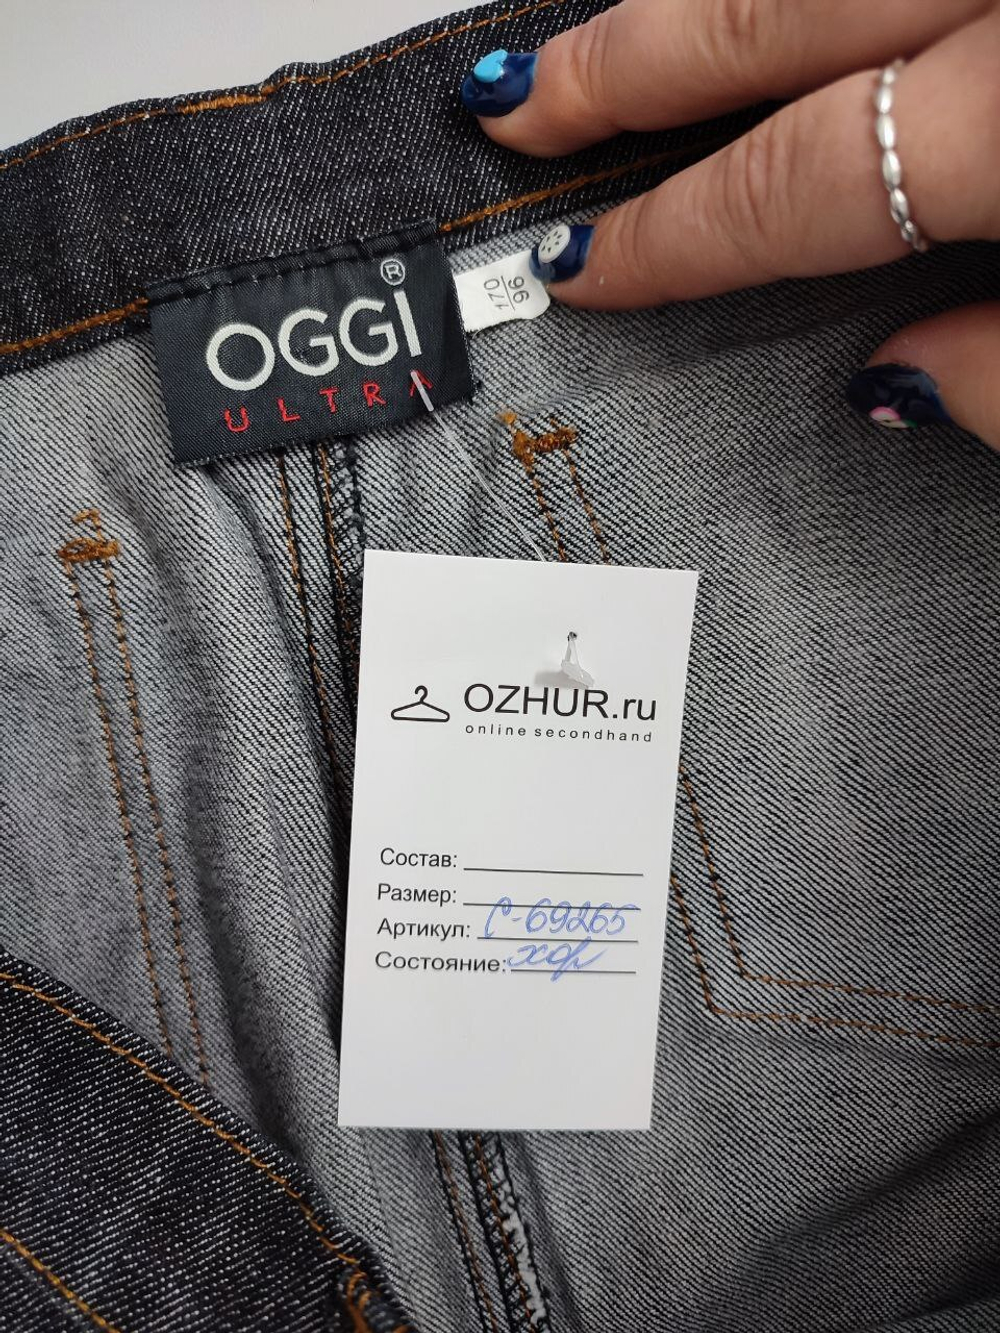 OGGI®
ULTRA
170
96
OZHUR.ru
online secondhand
Состав:
Размер:
Артикул: С-69265
Состояние: хор